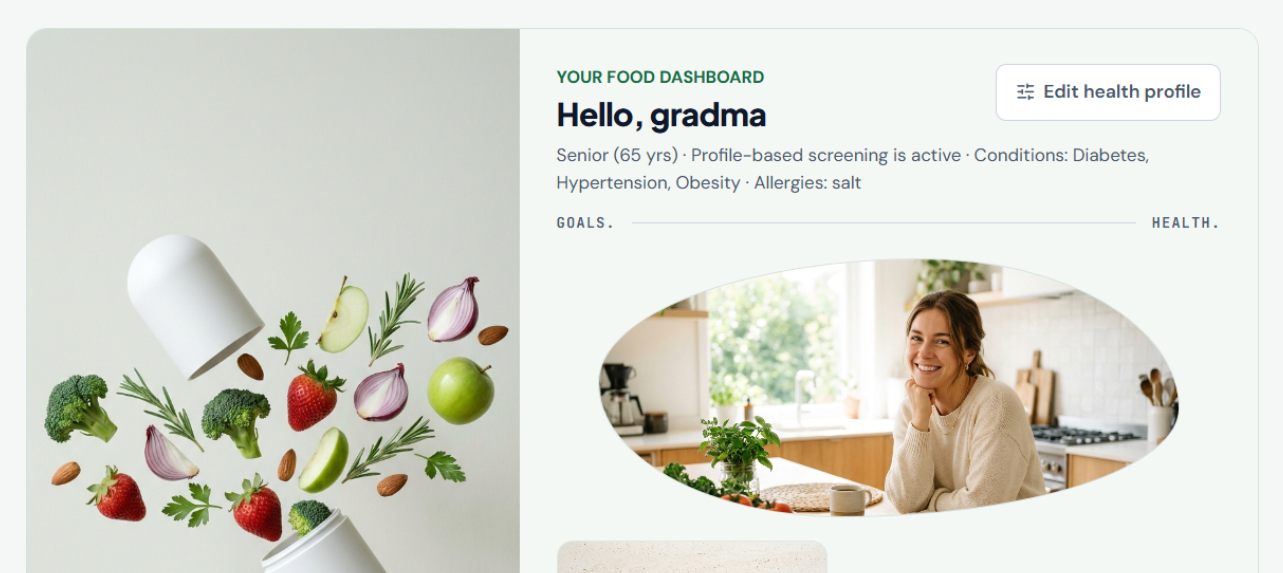 YOUR FOOD DASHBOARD
Edit health profile
Hello, gradma
Senior (65 yrs) · Profile-based screening is active · Conditions: Diabetes,
Hypertension, Obesity · Allergies: salt
GOALS.
HEALTH.